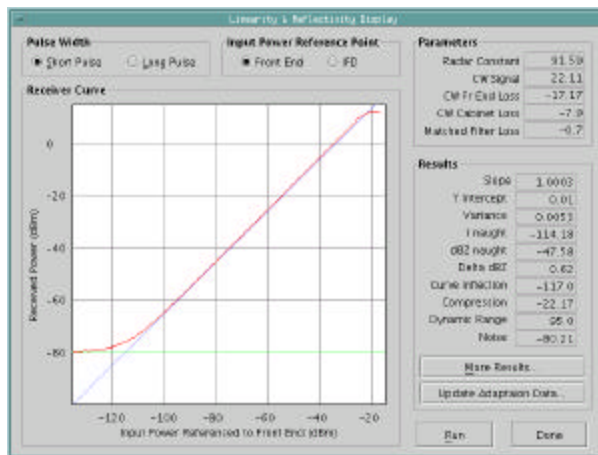 Linearity & Reflectivity Display
Pulse Width
Short Pulse
Long Pulse
Input Power Reference Point
Front End
IFD
Parameters
Radar Constant 91.59
CW Signal 22.11
CW Fr End Loss -17.17
CW Cabinet Loss -7.9
Matched Filter Loss -0.7
Receiver Curve
Received Power (dBm)
0
-20
-40
-60
-80
-120 -100 -80 -60 -40 -20
Input Power Referenced to Front End (dBm)
Results
Slope 1.0003
Y Intercept 0.01
Variance 0.0053
I naught -114.18
dBZ naught -47.58
Delta dBZ 0.62
Curve Inflection -117.0
Compression -22.17
Dynamic Range 95.0
Noise -80.21
More Results...
Update Adaptation Data...
Run
Done